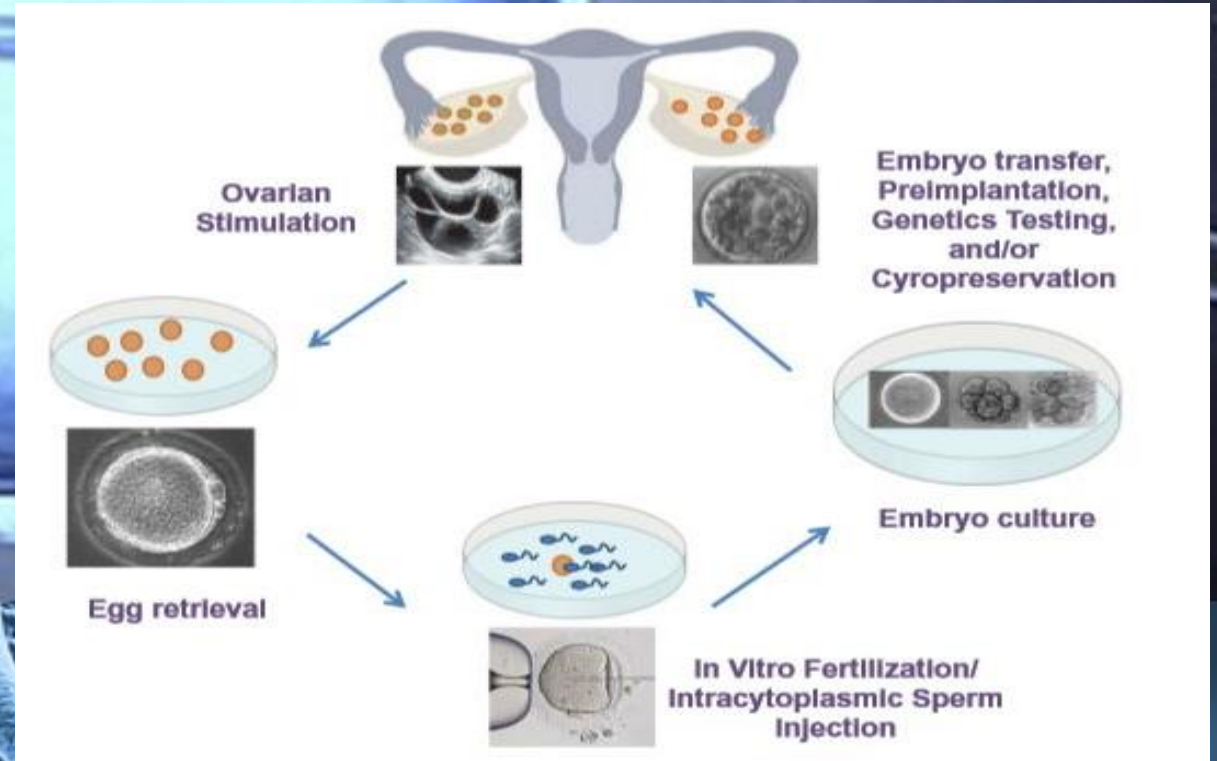 Ovarian
Stimulation
Embryo transfer,
Preimplantation,
Genetics Testing,
and/or
Cyropreservation
Egg retrieval
Embryo culture
In Vitro Fertilization/
Intracytoplasmic Sperm
Injection